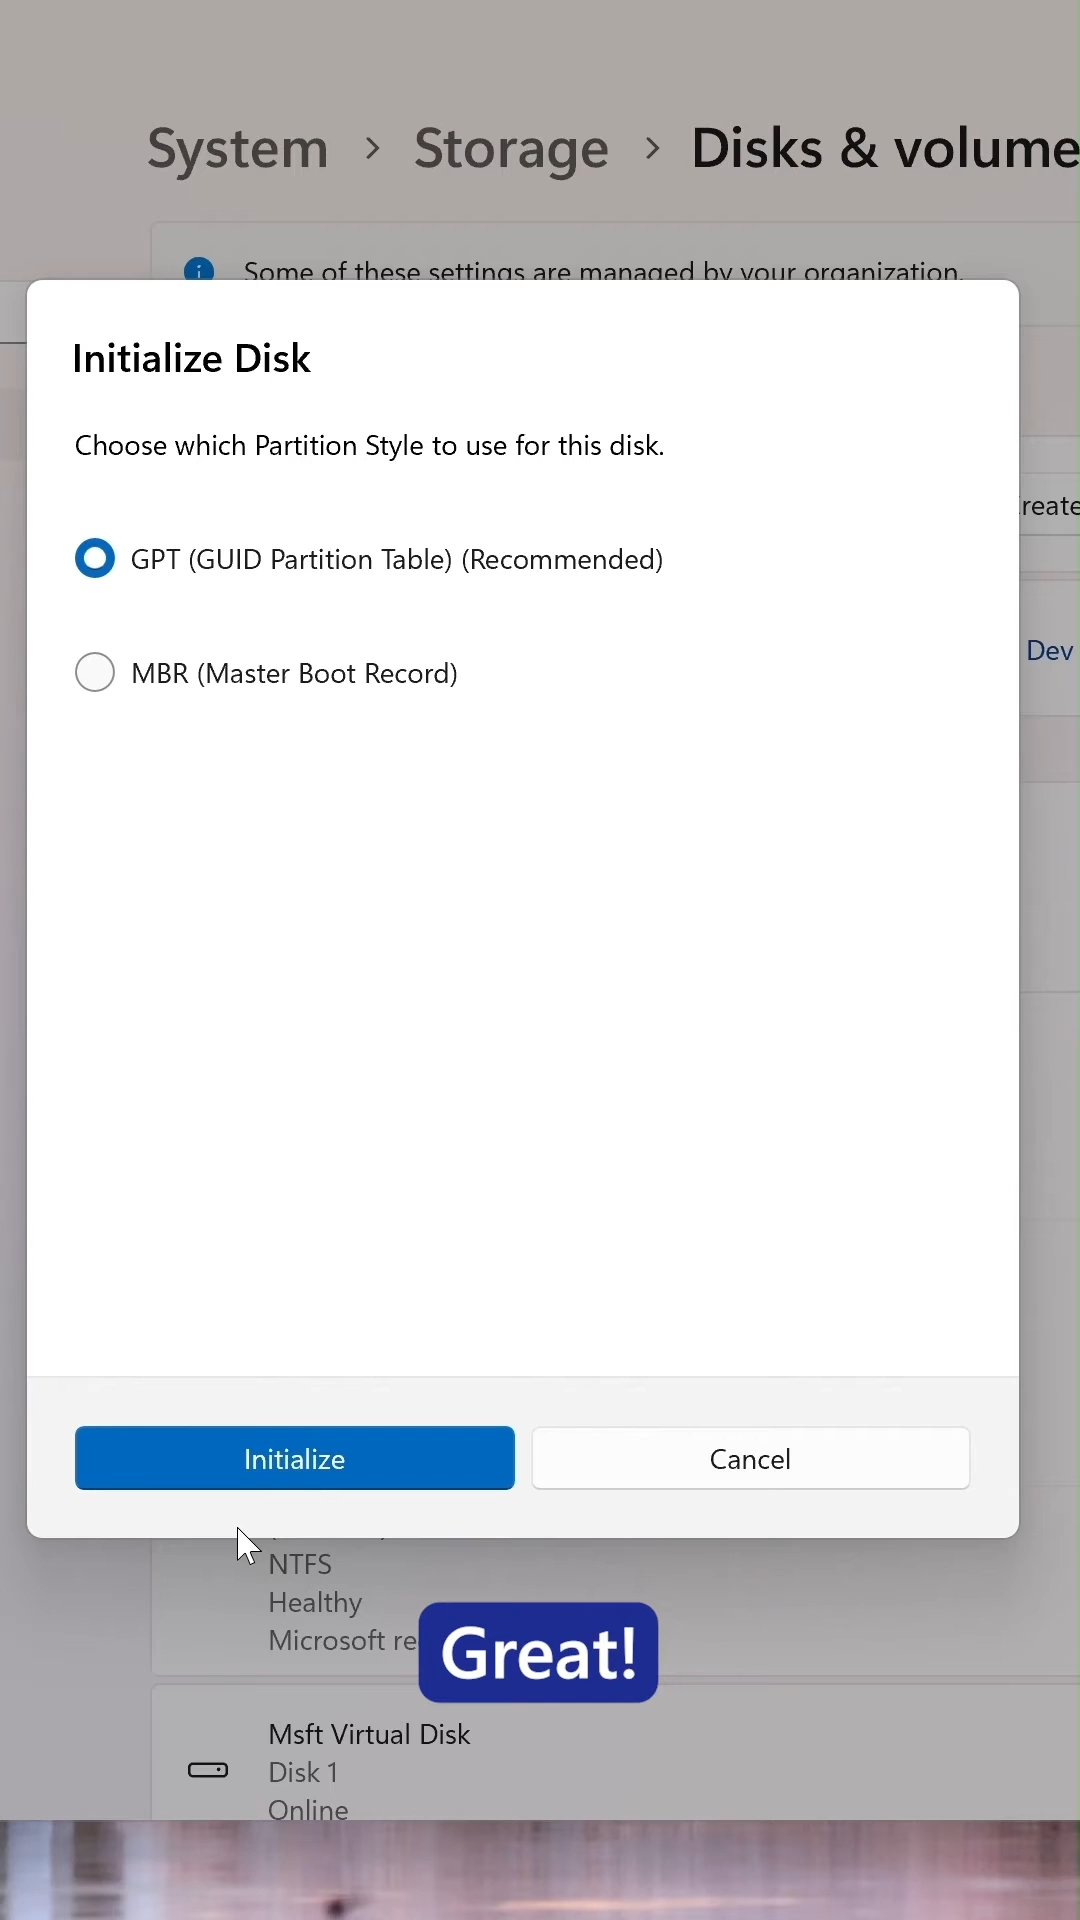 System > Storage > Disks & volume
Some of these settings are managed by your organization.
Initialize Disk
Choose which Partition Style to use for this disk.
reate
GPT (GUID Partition Table) (Recommended)
Dev
MBR (Master Boot Record)
Initialize
Cancel
NTFS
Healthy
Microsoft re
Great!
Msft Virtual Disk
Disk 1
Online